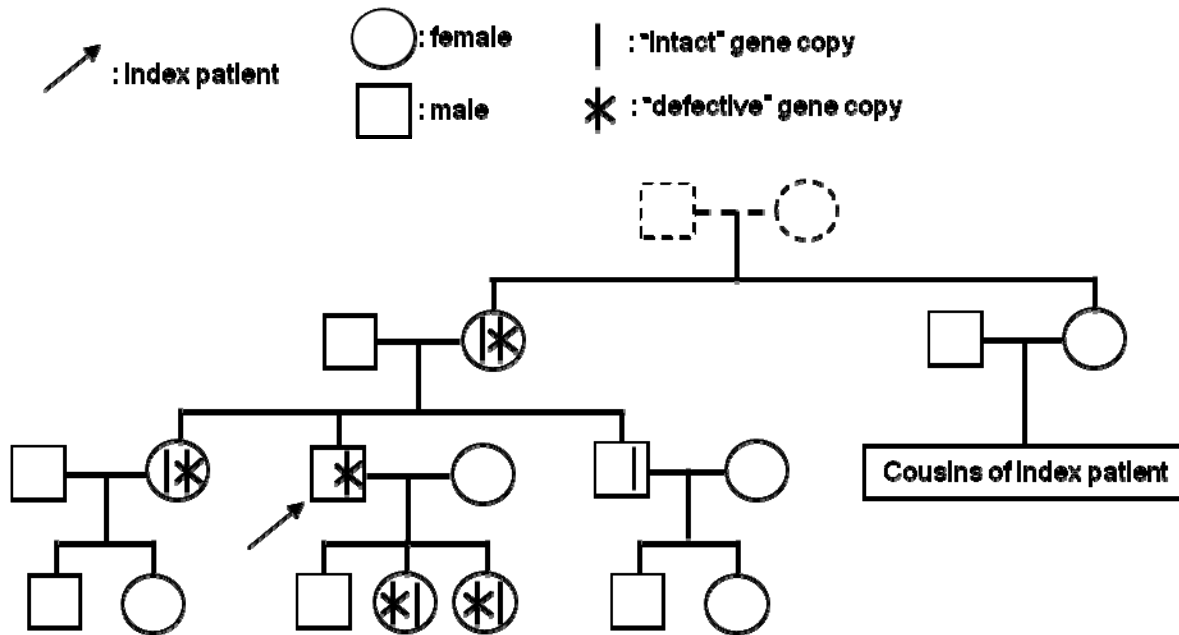 : Index patient
: female
: male
: "Intact" gene copy
: "defective" gene copy
Cousins of index patient